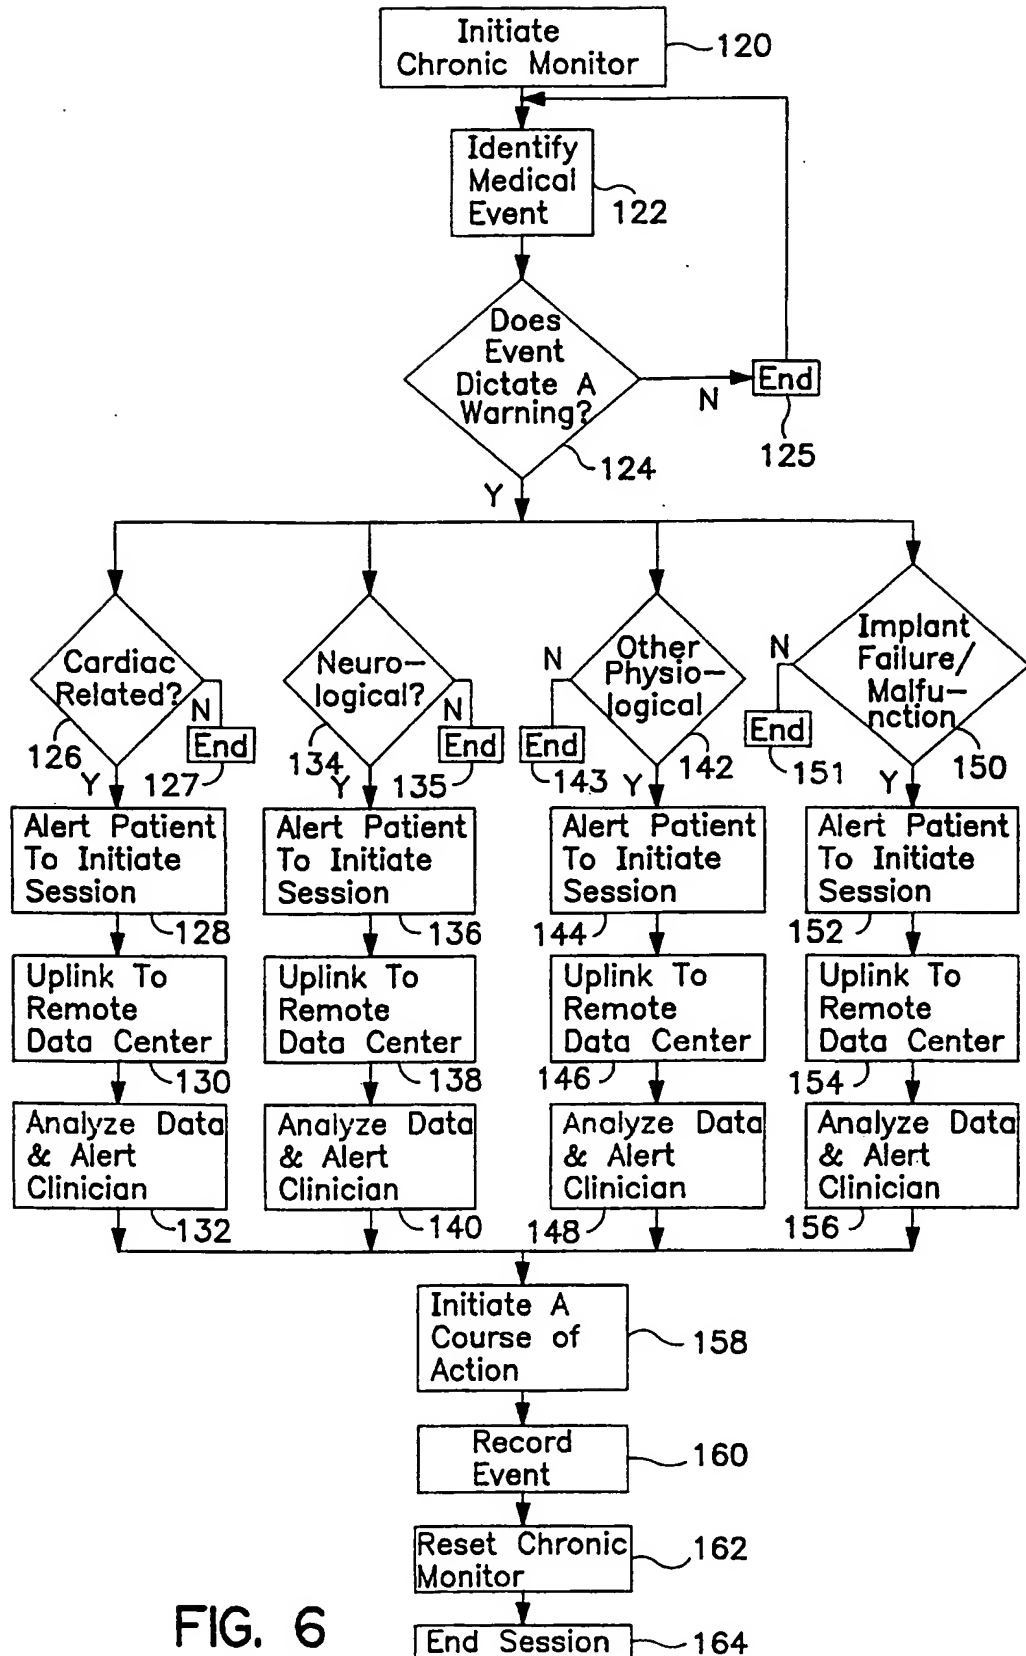 Initiate
Chronic Monitor
120
Identify
Medical
Event
122
Does
Event
Dictate A
Warning?
124
N
End
125
Y
Cardiac
Related?
126
N
End
127
Y
Neuro-
logical?
134
N
End
135
Y
Other
Physio-
logical
142
N
End
143
Y
Implant
Failure/
Malfu-
nction
150
N
End
151
Y
Alert Patient
To Initiate
Session
128
Alert Patient
To Initiate
Session
136
Alert Patient
To Initiate
Session
144
Alert Patient
To Initiate
Session
152
Uplink To
Remote
Data Center
130
Uplink To
Remote
Data Center
138
Uplink To
Remote
Data Center
146
Uplink To
Remote
Data Center
154
Analyze Data
& Alert
Clinician
132
Analyze Data
& Alert
Clinician
140
Analyze Data
& Alert
Clinician
148
Analyze Data
& Alert
Clinician
156
Initiate A
Course of
Action
158
Record
Event
160
Reset Chronic
Monitor
162
End Session
164
FIG. 6